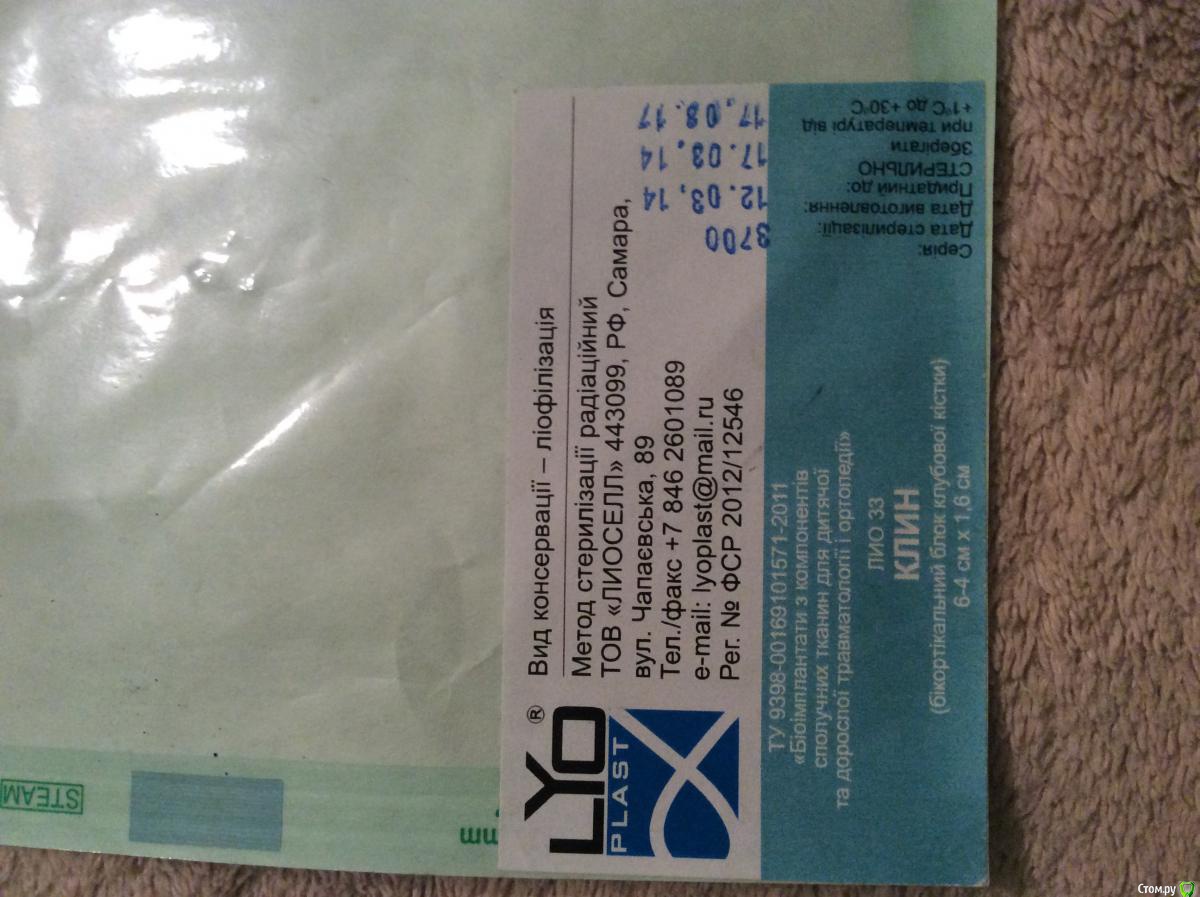 LYO®
PLAST
Вид консервації – ліофілізація
Метод стерилізації радіаційний
ТОВ «ЛИОСЕЛЛ» 443099, РФ, Самара,
вул. Чапаєвська, 89
Тел./факс +7 846 2601089
e-mail: lyoplast@mail.ru
Рег. № ФСР 2012/12546
ТУ 9398-00169101571-2011
«Біоімплантати з компонентів
сполучних тканин для дитячої
та дорослої травматології і ортопедії»
ЛИО 33
КЛИН
(бікортікальний блок клубової кістки)
6-4 см х 1,6 см
Серія:
Дата стерилізації:
Дата виготовлення:
Придатний до:
СТЕРИЛЬНО
Зберігати
при температурі від
+1°С до +30°С
3700
12. 03. 14
17. 03. 14
17. 03. 17
STEAM
mm
Стом.ру